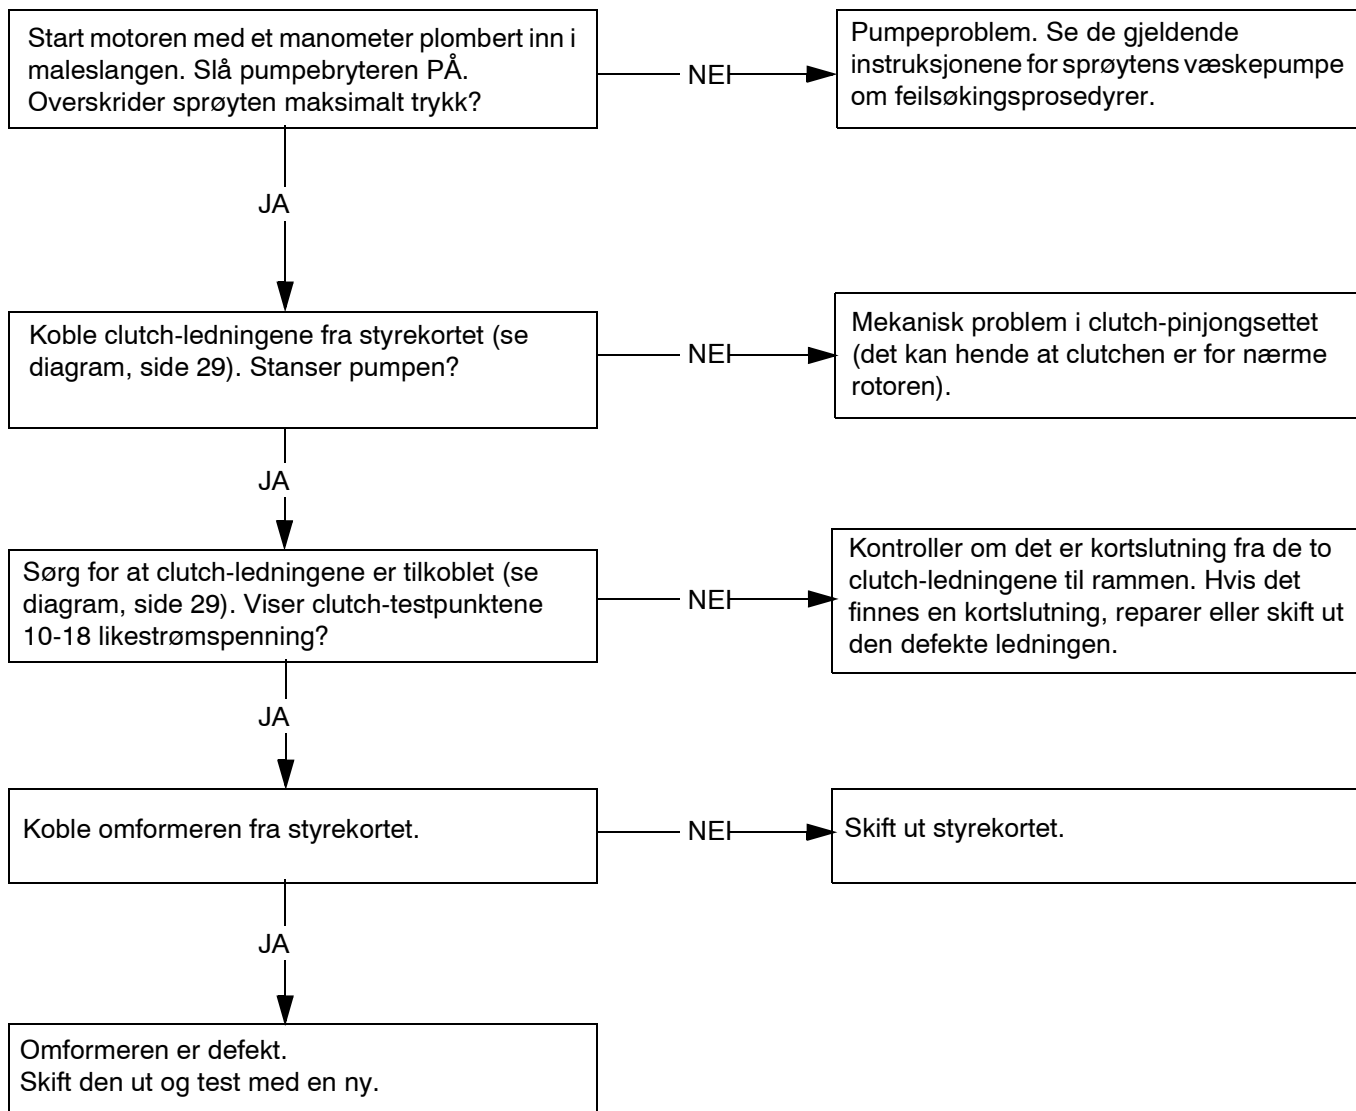 Start motoren med et manometer plombert inn i
maleslangen. Slå pumpebryteren PÅ.
Overskrider sprøyten maksimalt trykk?
NEI
Pumpeproblem. Se de gjeldende
instruksjonene for sprøytens væskepumpe
om feilsøkingsprosedyrer.
JA
Koble clutch-ledningene fra styrekortet (se
diagram, side 29). Stanser pumpen?
NEI
Mekanisk problem i clutch-pinjongsettet
(det kan hende at clutchen er for nærme
rotoren).
JA
Sørg for at clutch-ledningene er tilkoblet (se
diagram, side 29). Viser clutch-testpunktene
10-18 likestrømspenning?
NEI
Kontroller om det er kortslutning fra de to
clutch-ledningene til rammen. Hvis det
finnes en kortslutning, reparer eller skift ut
den defekte ledningen.
JA
Koble omformeren fra styrekortet.
NEI
Skift ut styrekortet.
JA
Omformeren er defekt.
Skift den ut og test med en ny.